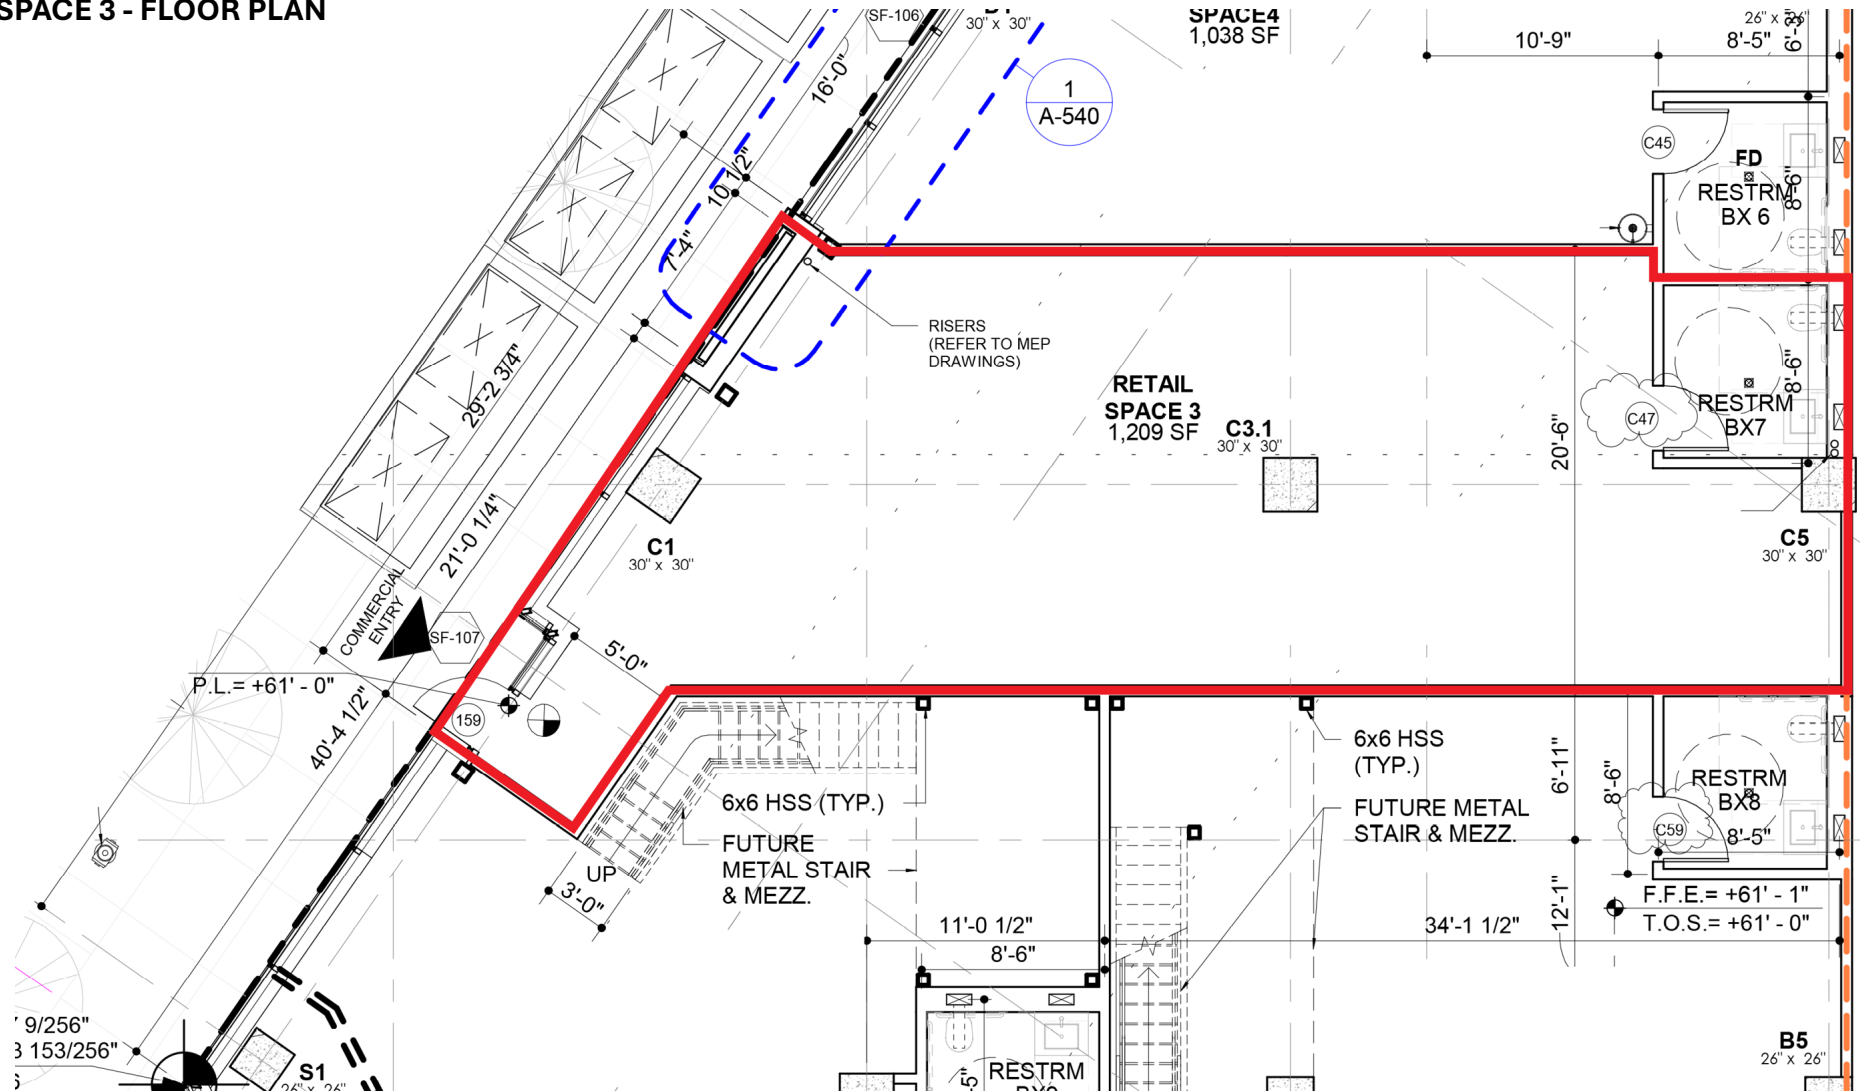 SPACE 3 - FLOOR PLAN
SF-106
30" x 30"
SPACE4
1,038 SF
26" x 26"
10'-9"
8'-5"
16'-0"
1
A-540
C45
FD
RESTRM
BX 6
8'-6"
10 1/2"
7'-4"
RISERS
(REFER TO MEP
DRAWINGS)
RETAIL
SPACE 3
1,209 SF
C3.1
30" x 30"
20'-6"
C47
RESTRM
BX7
8'-6"
29'-2 3/4"
21'-0 1/4"
C1
30" x 30"
C5
30" x 30"
COMMERCIAL
ENTRY
SF-107
5'-0"
P.L.= +61' - 0"
159
40'-4 1/2"
6x6 HSS (TYP.)
FUTURE
METAL STAIR
& MEZZ.
UP
3'-0"
6x6 HSS
(TYP.)
FUTURE METAL
STAIR & MEZZ.
6'-11"
8'-6"
RESTRM
BX8
C59
8'-5"
F.F.E.= +61' - 1"
T.O.S.= +61' - 0"
11'-0 1/2"
8'-6"
34'-1 1/2"
12'-1"
9/256"
153/256"
S1
26" x 26"
RESTRM
B5
26" x 26"